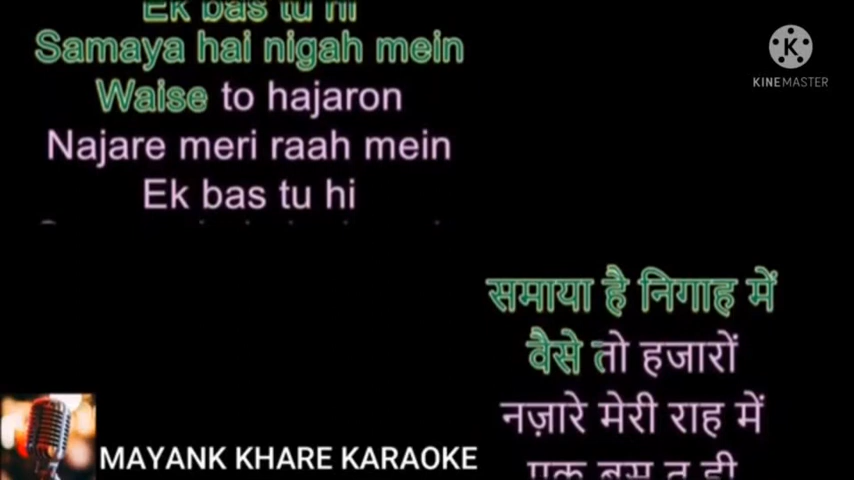 Ek bas tu hi
Samaya hai nigah mein
Waise to hajaron
Najare meri raah mein
Ek bas tu hi
KINEMASTER
समाया है निगाह में
वैसे तो हजारों
नज़ारे मेरी राह में
एक बस तू ही
MAYANK KHARE KARAOKE